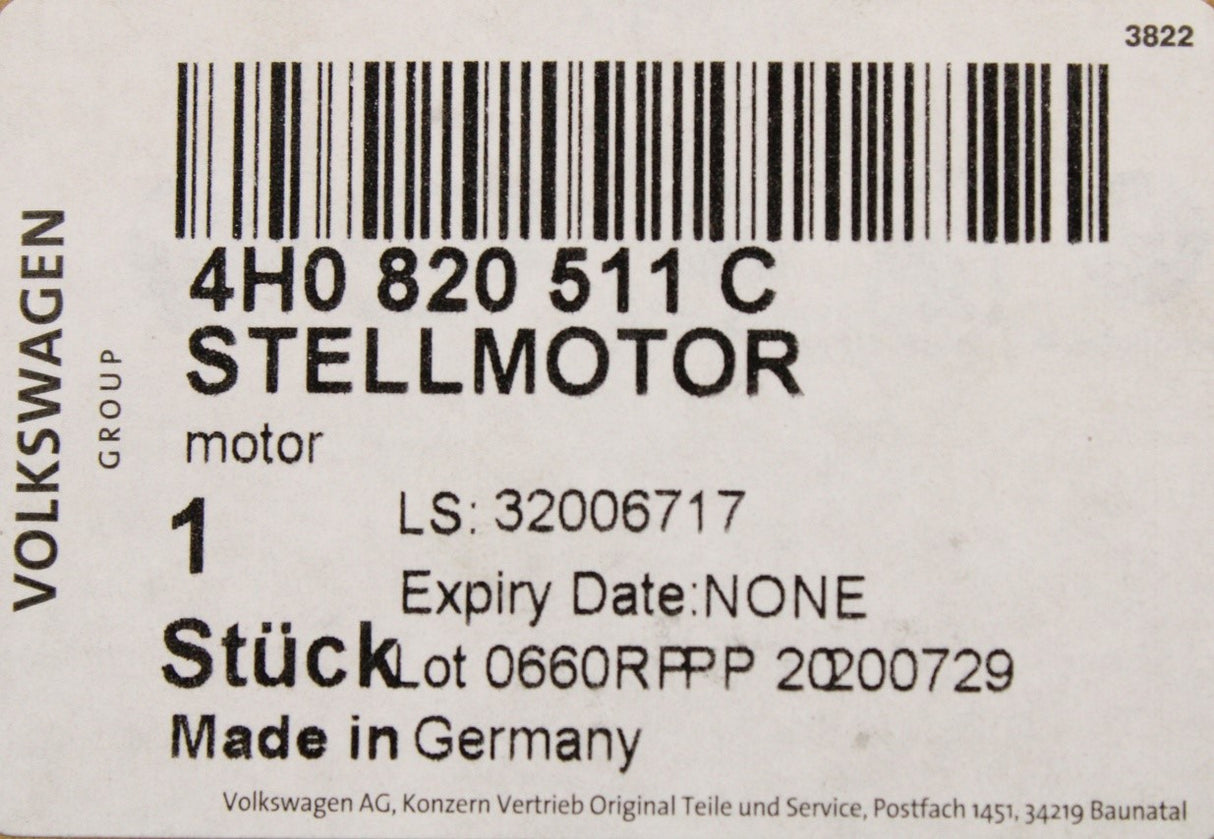 3822
VOLKSWAGEN
GROUP
4H0 820 511 C
STELLMOTOR
motor
1
LS: 32006717
Expiry Date:NONE
Stück
Lot 0660RPPPP 20200729
Made in Germany
Volkswagen AG, Konzern Vertrieb Original Teile und Service, Postfach 1451, 34219 Baunatal